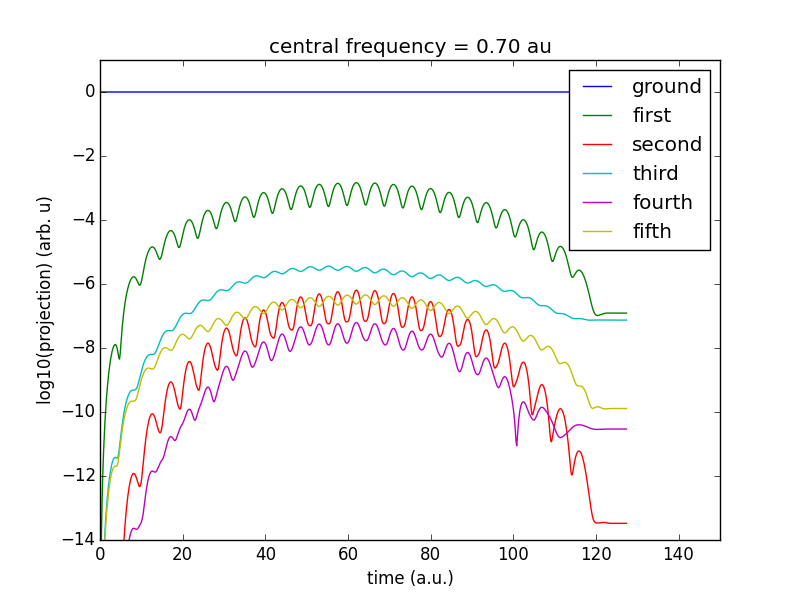 central frequency = 0.70 au
log10(projection) (arb. u)
0
−2
−4
−6
−8
−10
−12
−14
0 20 40 60 80 100 120 140
time (a.u.)
ground
first
second
third
fourth
fifth